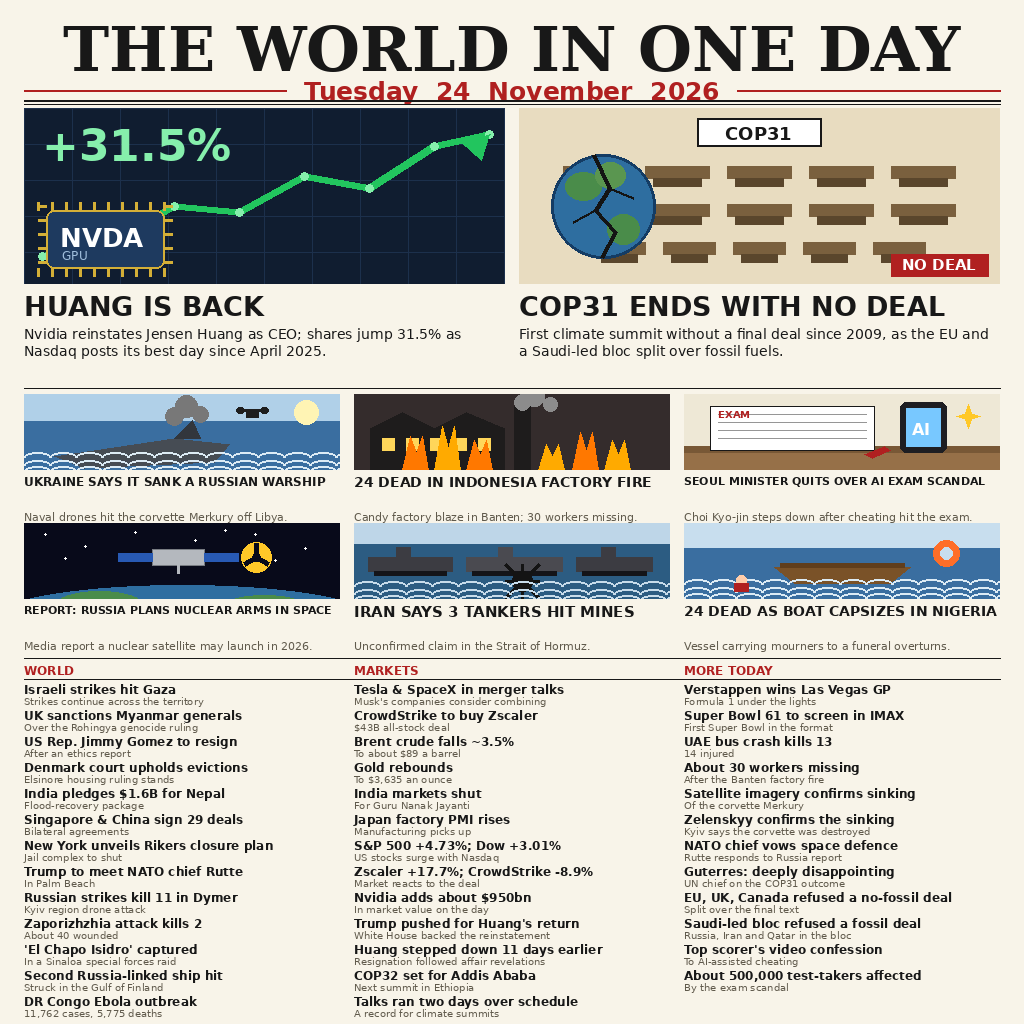 THE WORLD IN ONE DAY
Tuesday 24 November 2026
+31.5%
NVDA
GPU
COP31
NO DEAL
HUANG IS BACK
Nvidia reinstates Jensen Huang as CEO; shares jump 31.5% as
Nasdaq posts its best day since April 2025.
COP31 ENDS WITH NO DEAL
First climate summit without a final deal since 2009, as the EU and
a Saudi-led bloc split over fossil fuels.
UKRAINE SAYS IT SANK A RUSSIAN WARSHIP
Naval drones hit the corvette Merkury off Libya.
24 DEAD IN INDONESIA FACTORY FIRE
Candy factory blaze in Banten; 30 workers missing.
EXAM
AI
SEOUL MINISTER QUITS OVER AI EXAM SCANDAL
Choi Kyo-jin steps down after cheating hit the exam.
REPORT: RUSSIA PLANS NUCLEAR ARMS IN SPACE
Media report a nuclear satellite may launch in 2026.
IRAN SAYS 3 TANKERS HIT MINES
Unconfirmed claim in the Strait of Hormuz.
24 DEAD AS BOAT CAPSIZES IN NIGERIA
Vessel carrying mourners to a funeral overturns.
WORLD
Israeli strikes hit Gaza
Strikes continue across the territory
UK sanctions Myanmar generals
Over the Rohingya genocide ruling
US Rep. Jimmy Gomez to resign
After an ethics report
Denmark court upholds evictions
Elsinore housing ruling stands
India pledges $1.6B for Nepal
Flood-recovery package
Singapore & China sign 29 deals
Bilateral agreements
New York unveils Rikers closure plan
Jail complex to shut
Trump to meet NATO chief Rutte
In Palm Beach
Russian strikes kill 11 in Dymer
Kyiv region drone attack
Zaporizhzhia attack kills 2
About 40 wounded
'El Chapo Isidro' captured
In a Sinaloa special forces raid
Second Russia-linked ship hit
Struck in the Gulf of Finland
DR Congo Ebola outbreak
11,762 cases, 5,775 deaths
MARKETS
Tesla & SpaceX in merger talks
Musk's companies consider combining
CrowdStrike to buy Zscaler
$43B all-stock deal
Brent crude falls ~3.5%
To about $89 a barrel
Gold rebounds
To $3,635 an ounce
India markets shut
For Guru Nanak Jayanti
Japan factory PMI rises
Manufacturing picks up
S&P 500 +4.73%; Dow +3.01%
US stocks surge with Nasdaq
Zscaler +17.7%; CrowdStrike -8.9%
Market reacts to the deal
Nvidia adds about $950bn
In market value on the day
Trump pushed for Huang's return
White House backed the reinstatement
Huang stepped down 11 days earlier
Resignation followed affair revelations
COP32 set for Addis Ababa
Next summit in Ethiopia
Talks ran two days over schedule
A record for climate summits
MORE TODAY
Verstappen wins Las Vegas GP
Formula 1 under the lights
Super Bowl 61 to screen in IMAX
First Super Bowl in the format
UAE bus crash kills 13
14 injured
About 30 workers missing
After the Banten factory fire
Satellite imagery confirms sinking
Of the corvette Merkury
Zelenskyy confirms the sinking
Kyiv says the corvette was destroyed
NATO chief vows space defence
Rutte responds to Russia report
Guterres: deeply disappointing
UN chief on the COP31 outcome
EU, UK, Canada refused a no-fossil deal
Split over the final text
Saudi-led bloc refused a fossil deal
Russia, Iran and Qatar in the bloc
Top scorer's video confession
To AI-assisted cheating
About 500,000 test-takers affected
By the exam scandal